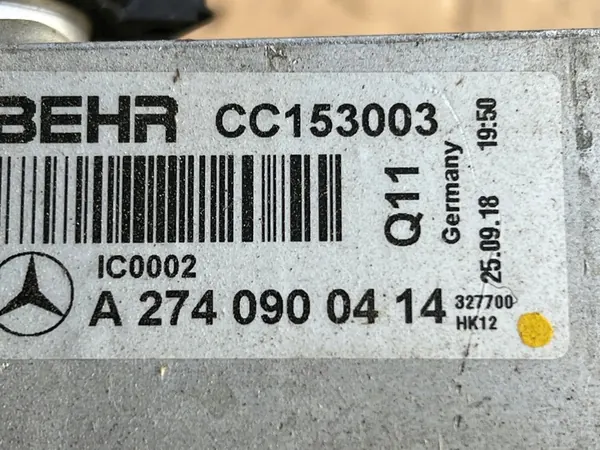 BEHR CC153003
IC0002
A 274 090 04 14
327700
HK12
Q11
Germany
25.09.18 19:50